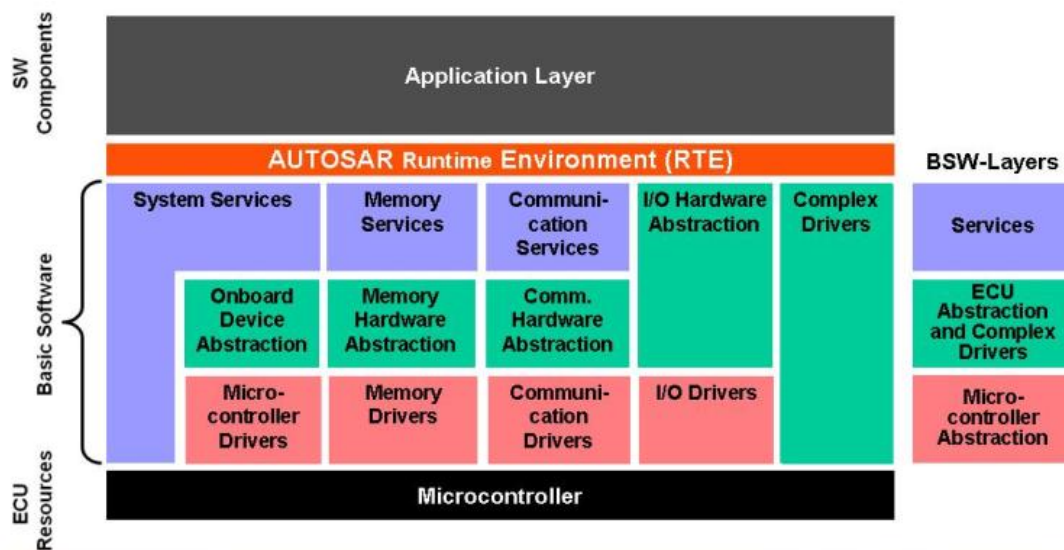 SW
Components
Application Layer
AUTOSAR Runtime Environment (RTE)
BSW-Layers
Basic Software
System Services
Memory
Services
Communi-
cation
Services
I/O Hardware
Abstraction
Complex
Drivers
Services
Onboard
Device
Abstraction
Memory
Hardware
Abstraction
Comm.
Hardware
Abstraction
ECU
Abstraction
and Complex
Drivers
Micro-
controller
Drivers
Memory
Drivers
Communi-
cation
Drivers
I/O Drivers
Micro-
controller
Abstraction
ECU
Resources
Microcontroller